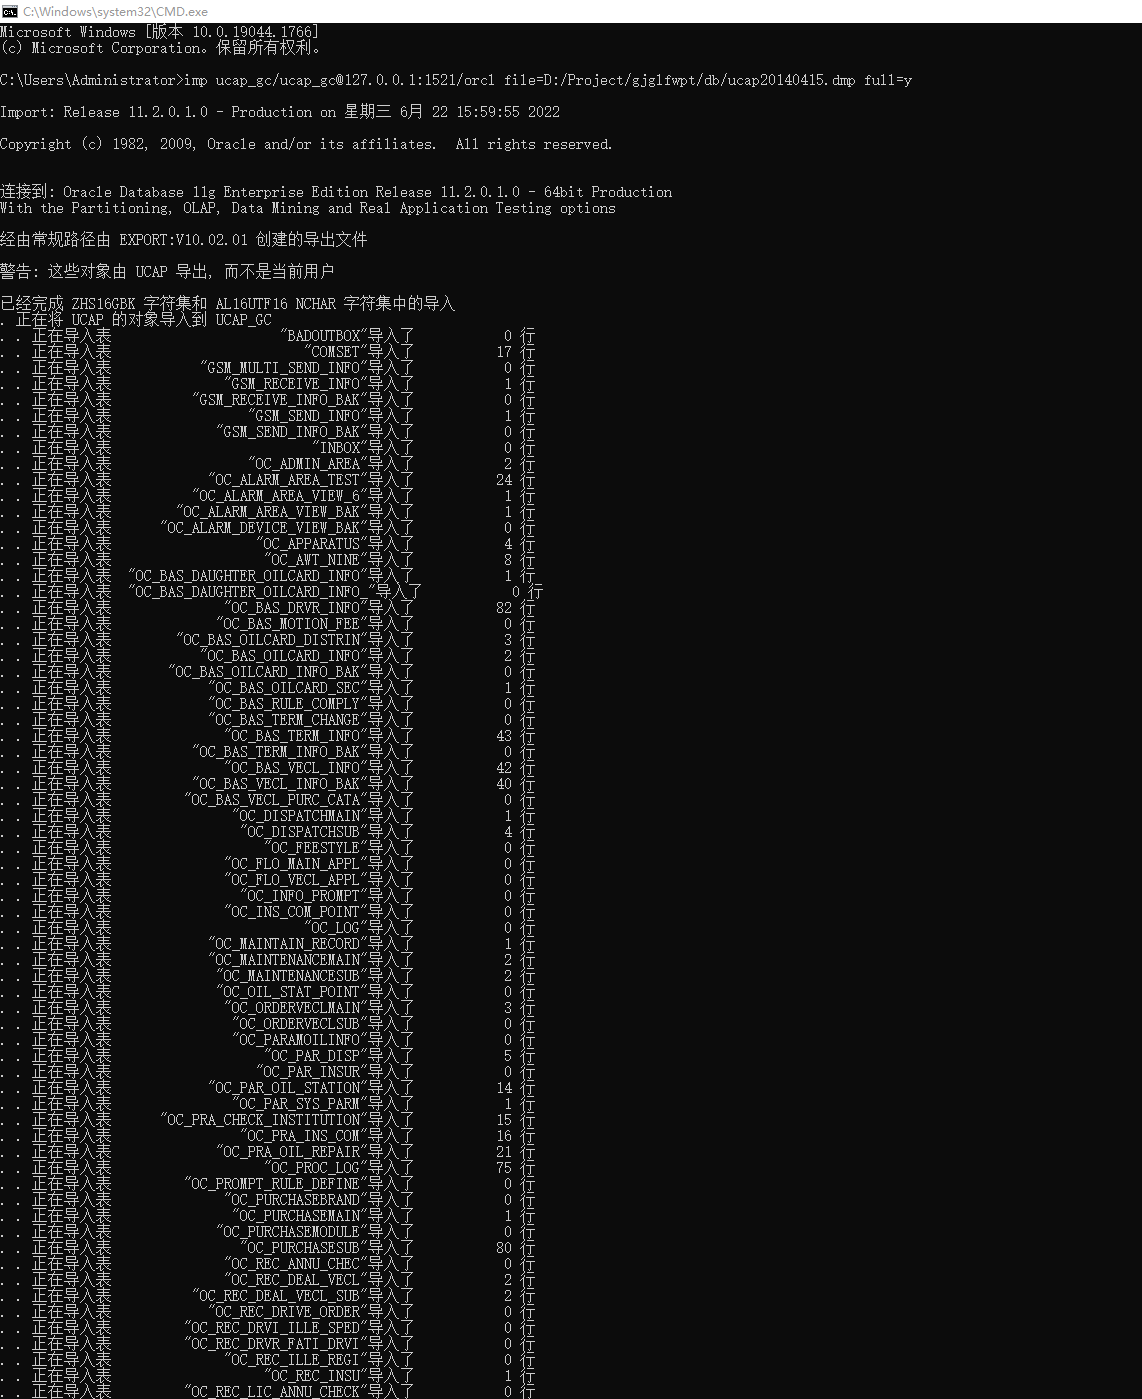 C:\Windows\system32\CMD.exe
Microsoft Windows [版本 10.0.19044.1766]
(c) Microsoft Corporation。保留所有权利。
C:\Users\Administrator>imp ucap_gc/ucap_gc@127.0.0.1:1521/orcl file=D:/Project/gjglfwpt/db/ucap20140415.dmp full=y
Import: Release 11.2.0.1.0 - Production on 星期三 6月 22 15:59:55 2022
Copyright (c) 1982, 2009, Oracle and/or its affiliates.  All rights reserved.
连接到: Oracle Database 11g Enterprise Edition Release 11.2.0.1.0 - 64bit Production
With the Partitioning, OLAP, Data Mining and Real Application Testing options
经由常规路径由 EXPORT:V10.02.01 创建的导出文件
警告: 这些对象由 UCAP 导出, 而不是当前用户
已经完成 ZHS16GBK 字符集和 AL16UTF16 NCHAR 字符集中的导入
. 正在将 UCAP 的对象导入到 UCAP_GC
. . 正在导入表 "BADOUTBOX"导入了 0 行
. . 正在导入表 "COMSET"导入了 17 行
. . 正在导入表 "GSM_MULTI_SEND_INFO"导入了 0 行
. . 正在导入表 "GSM_RECEIVE_INFO"导入了 1 行
. . 正在导入表 "GSM_RECEIVE_INFO_BAK"导入了 0 行
. . 正在导入表 "GSM_SEND_INFO"导入了 1 行
. . 正在导入表 "GSM_SEND_INFO_BAK"导入了 0 行
. . 正在导入表 "INBOX"导入了 0 行
. . 正在导入表 "OC_ADMIN_AREA"导入了 2 行
. . 正在导入表 "OC_ALARM_AREA_TEST"导入了 24 行
. . 正在导入表 "OC_ALARM_AREA_VIEW_6"导入了 1 行
. . 正在导入表 "OC_ALARM_AREA_VIEW_BAK"导入了 1 行
. . 正在导入表 "OC_ALARM_DEVICE_VIEW_BAK"导入了 0 行
. . 正在导入表 "OC_APPARATUS"导入了 4 行
. . 正在导入表 "OC_AWT_NINE"导入了 8 行
. . 正在导入表 "OC_BAS_DAUGHTER_OILCARD_INFO"导入了 1 行
. . 正在导入表 "OC_BAS_DAUGHTER_OILCARD_INFO_"导入了 0 行
. . 正在导入表 "OC_BAS_DRVR_INFO"导入了 82 行
. . 正在导入表 "OC_BAS_MOTION_FEE"导入了 0 行
. . 正在导入表 "OC_BAS_OILCARD_DISTRIN"导入了 3 行
. . 正在导入表 "OC_BAS_OILCARD_INFO"导入了 2 行
. . 正在导入表 "OC_BAS_OILCARD_INFO_BAK"导入了 0 行
. . 正在导入表 "OC_BAS_OILCARD_SEC"导入了 1 行
. . 正在导入表 "OC_BAS_RULE_COMPLY"导入了 0 行
. . 正在导入表 "OC_BAS_TERM_CHANGE"导入了 0 行
. . 正在导入表 "OC_BAS_TERM_INFO"导入了 43 行
. . 正在导入表 "OC_BAS_TERM_INFO_BAK"导入了 0 行
. . 正在导入表 "OC_BAS_VECL_INFO"导入了 42 行
. . 正在导入表 "OC_BAS_VECL_INFO_BAK"导入了 40 行
. . 正在导入表 "OC_BAS_VECL_PURC_CATA"导入了 0 行
. . 正在导入表 "OC_DISPATCHMAIN"导入了 1 行
. . 正在导入表 "OC_DISPATCHSUB"导入了 4 行
. . 正在导入表 "OC_FEESTYLE"导入了 0 行
. . 正在导入表 "OC_FLO_MAIN_APPL"导入了 0 行
. . 正在导入表 "OC_FLO_VECL_APPL"导入了 0 行
. . 正在导入表 "OC_INFO_PROMPT"导入了 0 行
. . 正在导入表 "OC_INS_COM_POINT"导入了 0 行
. . 正在导入表 "OC_LOG"导入了 0 行
. . 正在导入表 "OC_MAINTAIN_RECORD"导入了 1 行
. . 正在导入表 "OC_MAINTENANCEMAIN"导入了 2 行
. . 正在导入表 "OC_MAINTENANCESUB"导入了 2 行
. . 正在导入表 "OC_OIL_STAT_POINT"导入了 0 行
. . 正在导入表 "OC_ORDERVECLMAIN"导入了 3 行
. . 正在导入表 "OC_ORDERVECLSUB"导入了 0 行
. . 正在导入表 "OC_PARAMOILINFO"导入了 0 行
. . 正在导入表 "OC_PAR_DISP"导入了 5 行
. . 正在导入表 "OC_PAR_INSUR"导入了 0 行
. . 正在导入表 "OC_PAR_OIL_STATION"导入了 14 行
. . 正在导入表 "OC_PAR_SYS_PARM"导入了 1 行
. . 正在导入表 "OC_PRA_CHECK_INSTITUTION"导入了 15 行
. . 正在导入表 "OC_PRA_INS_COM"导入了 16 行
. . 正在导入表 "OC_PRA_OIL_REPAIR"导入了 21 行
. . 正在导入表 "OC_PROC_LOG"导入了 75 行
. . 正在导入表 "OC_PROMPT_RULE_DEFINE"导入了 0 行
. . 正在导入表 "OC_PURCHASEBRAND"导入了 0 行
. . 正在导入表 "OC_PURCHASEMAIN"导入了 1 行
. . 正在导入表 "OC_PURCHASEMODULE"导入了 0 行
. . 正在导入表 "OC_PURCHASESUB"导入了 80 行
. . 正在导入表 "OC_REC_ANNU_CHEC"导入了 0 行
. . 正在导入表 "OC_REC_DEAL_VECL"导入了 2 行
. . 正在导入表 "OC_REC_DEAL_VECL_SUB"导入了 2 行
. . 正在导入表 "OC_REC_DRIVE_ORDER"导入了 0 行
. . 正在导入表 "OC_REC_DRVI_ILLE_SPED"导入了 0 行
. . 正在导入表 "OC_REC_DRVR_FATI_DRVI"导入了 0 行
. . 正在导入表 "OC_REC_ILLE_REGI"导入了 0 行
. . 正在导入表 "OC_REC_INSU"导入了 1 行
. . 正在导入表 "OC_REC_LIC_ANNU_CHECK"导入了 0 行